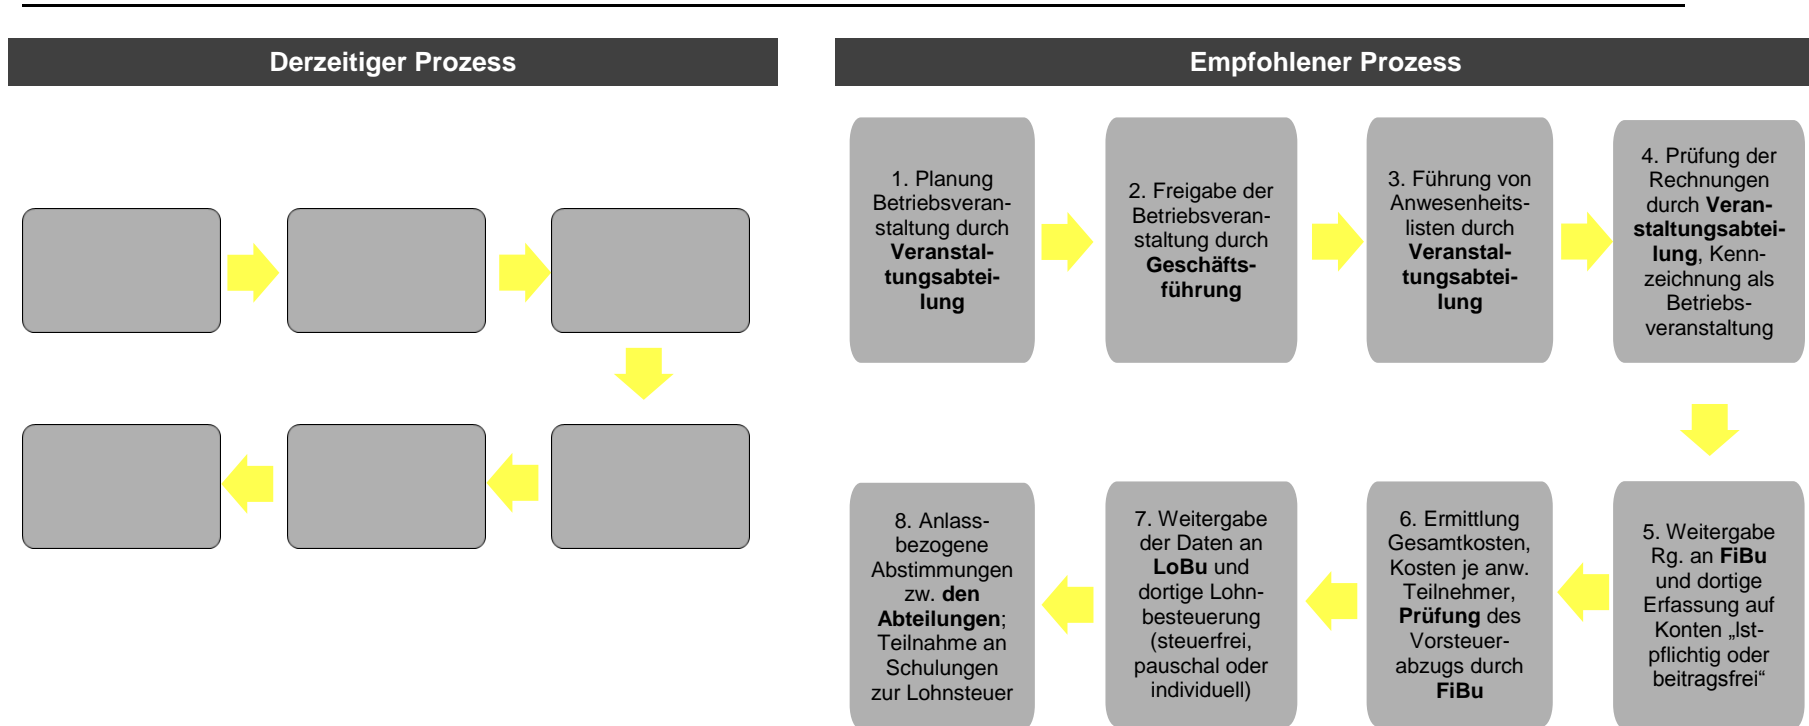 Derzeitiger Prozess
Empfohlener Prozess
1. Planung
Betriebsveran-
staltung durch
Veranstal-
tungsabtei-
lung
2. Freigabe der
Betriebsveran-
staltung durch
Geschäfts-
führung
3. Führung von
Anwesenheits-
listen durch
Veranstal-
tungsabtei-
lung
4. Prüfung der
Rechnungen
durch Veran-
staltungsabtei-
lung, Kenn-
zeichnung als
Betriebs-
veranstaltung
5. Weitergabe
Rg. an FiBu
und dortige
Erfassung auf
Konten „lst-
pflichtig oder
beitragsfrei“
6. Ermittlung
Gesamtkosten,
Kosten je anw.
Teilnehmer,
Prüfung des
Vorsteuer-
abzugs durch
FiBu
7. Weitergabe
der Daten an
LoBu und
dortige Lohn-
besteuerung
(steuerfrei,
pauschal oder
individuell)
8. Anlass-
bezogene
Abstimmungen
zw. den
Abteilungen;
Teilnahme an
Schulungen
zur Lohnsteuer